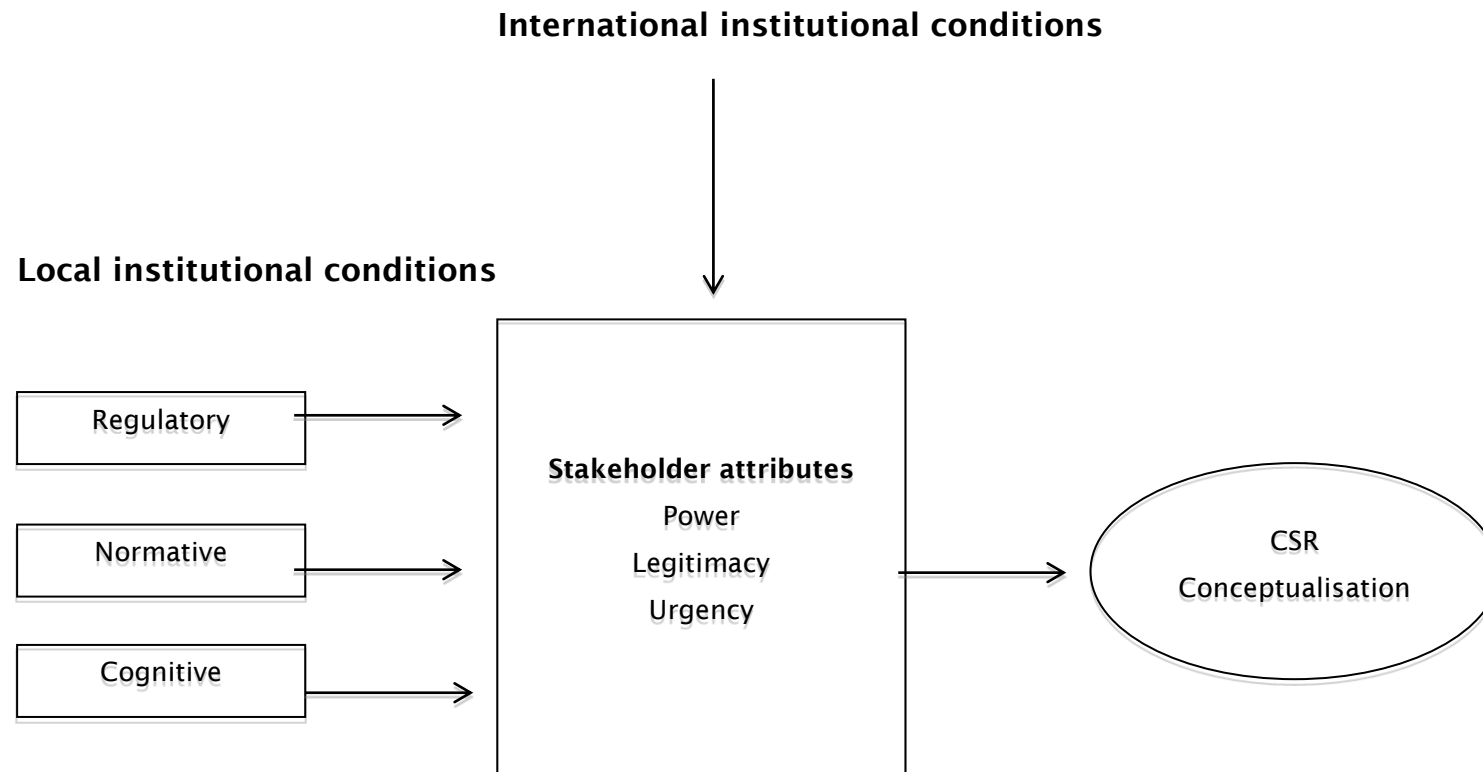 International institutional conditions
Local institutional conditions
Regulatory
Normative
Cognitive
Stakeholder attributes
Power
Legitimacy
Urgency
CSR
Conceptualisation